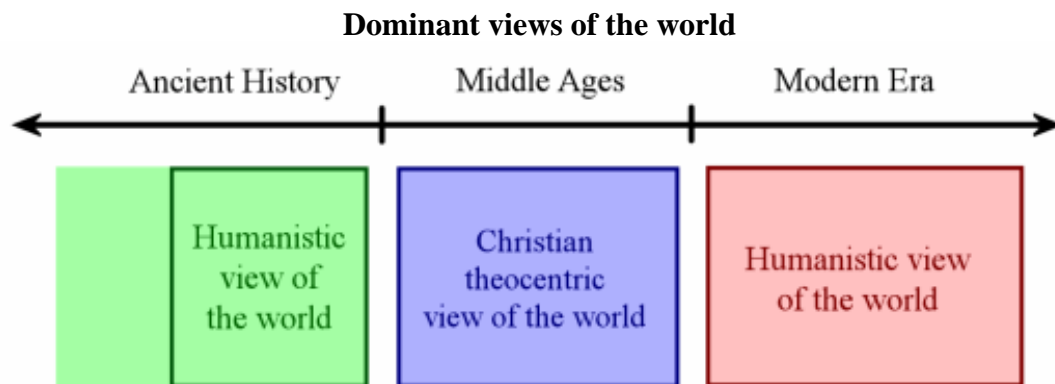 Dominant views of the world
Ancient History
Middle Ages
Modern Era
Humanistic
view of
the world
Christian
theocentric
view of the world
Humanistic view
of the world